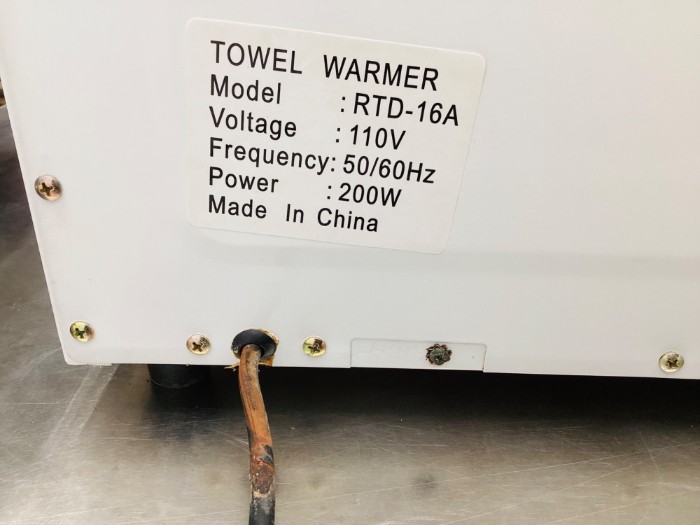 TOWEL WARMER
Model : RTD-16A
Voltage : 110V
Frequency: 50/60Hz
Power : 200W
Made In China